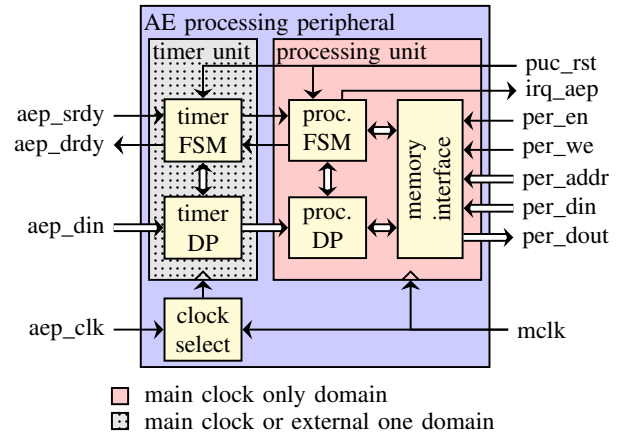 AE processing peripheral
timer unit
processing unit
puc_rst
irq_aep
aep_srdy
aep_drdy
timer
FSM
proc.
FSM
memory
interface
per_en
per_we
per_addr
per_din
per_dout
aep_din
timer
DP
proc.
DP
aep_clk
clock
select
mclk
main clock only domain
main clock or external one domain